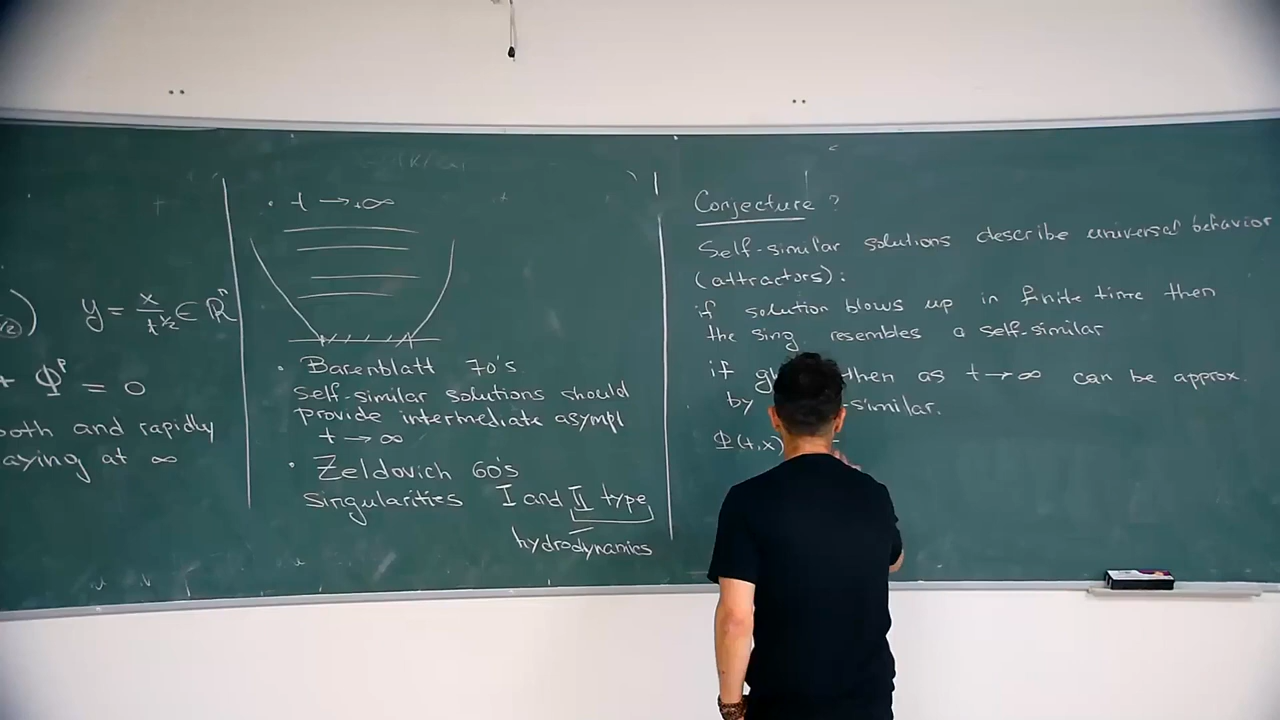 y = x/t^{1/2} ∈ ℝ^n
+ Φ^p = 0
ooth and rapidly
aying at ∞
• t → +∞
• Barenblatt 70's
self-similar solutions should
provide intermediate asympt
t → ∞
• Zeldovich 60's
singularities I and II type
hydrodynamics
Conjecture ?
Self-similar solutions describe universal behavior
(attractors):
if solution blows up in finite time then
the sing resembles a self-similar
if then as t → ∞ can be approx.
by -similar.
Φ(t,x)